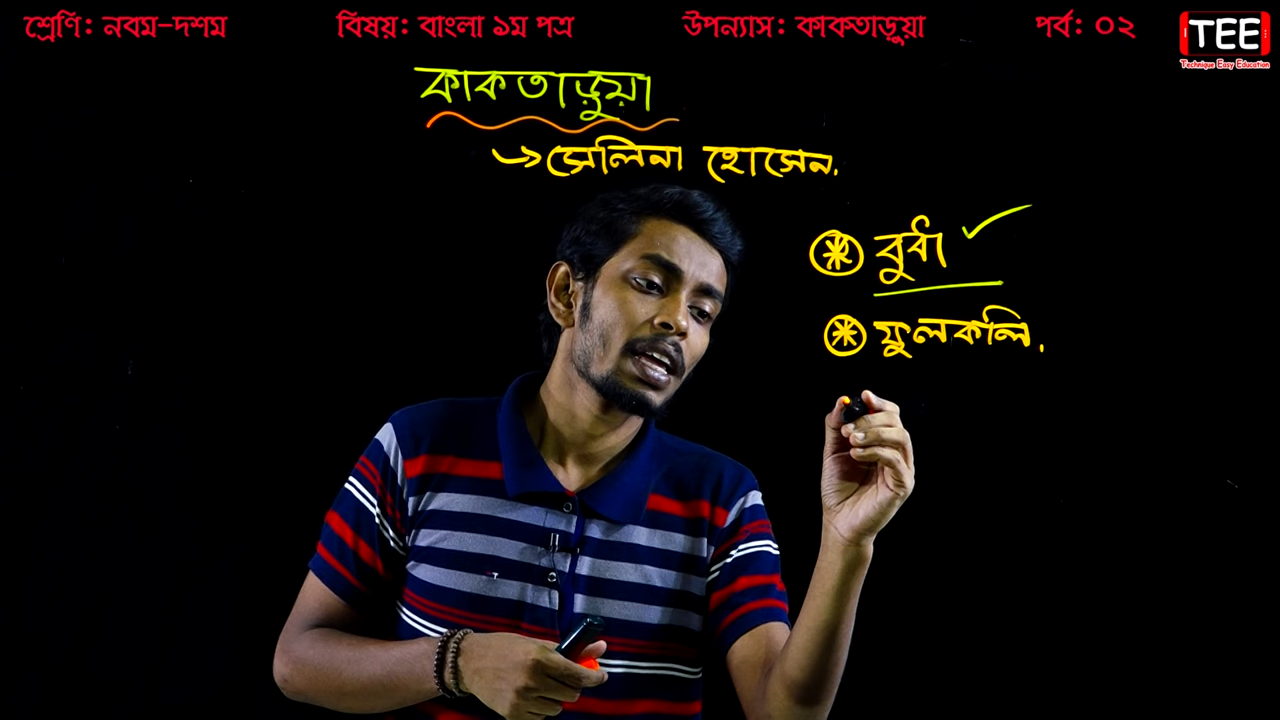 শ্রেণি: নবম-দশম বিষয়: বাংলা ১ম পত্র উপন্যাস: কাকতাড়ুয়া পর্ব: ০২
TEE
Technique Easy Education
কাকতাড়ুয়া
সেলিনা হোসেন.
বুধা
ফুলকলি.